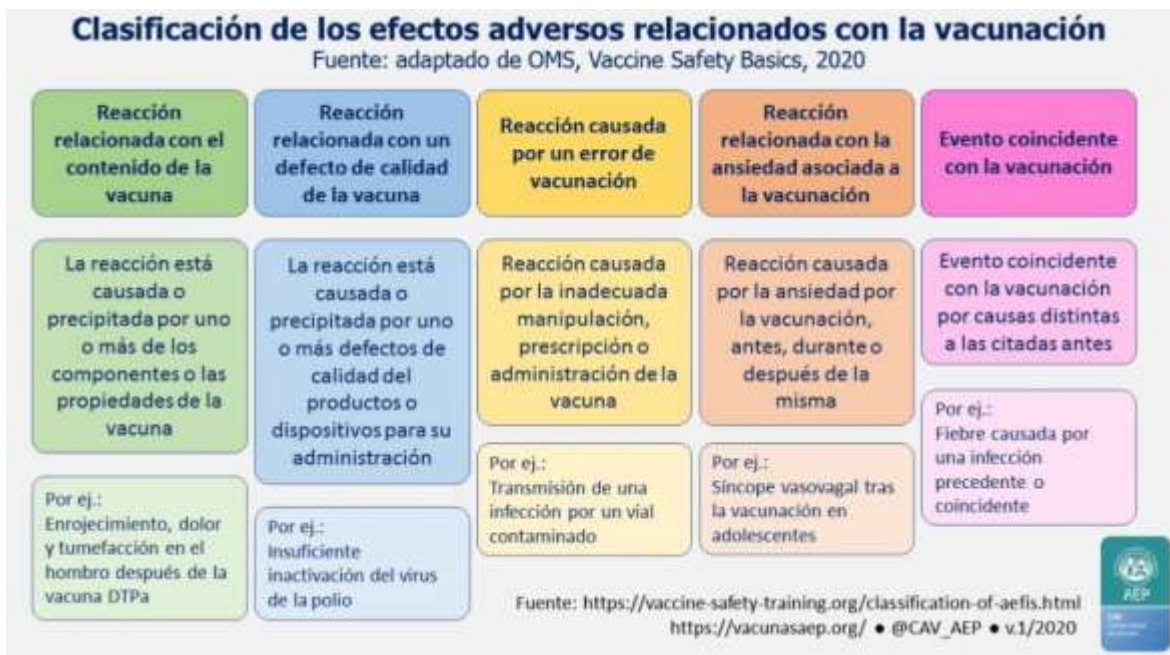 Clasificación de los efectos adversos relacionados con la vacunación
Fuente: adaptado de OMS, Vaccine Safety Basics, 2020
Reacción
relacionada con el
contenido de la
vacuna
La reacción está
causada o
precipitada por uno
o más de los
componentes o las
propiedades de la
vacuna
Por ej.:
Enrojecimiento, dolor
y tumefacción en el
hombro después de la
vacuna DTPa
Reacción
relacionada con un
defecto de calidad
de la vacuna
La reacción está
causada o
precipitada por uno
o más defectos de
calidad del
productos o
dispositivos para su
administración
Por ej.:
Insuficiente
inactivación del virus
de la polio
Reacción causada
por un error de
vacunación
Reacción causada
por la inadecuada
manipulación,
prescripción o
administración de la
vacuna
Por ej.:
Transmisión de una
infección por un vial
contaminado
Reacción
relacionada con la
ansiedad asociada a
la vacunación
Reacción causada
por la ansiedad por
la vacunación,
antes, durante o
después de la
misma
Por ej.:
Síncope vasovagal tras
la vacunación en
adolescentes
Evento coincidente
con la vacunación
Evento coincidente
con la vacunación
por causas distintas
a las citadas antes
Por ej.:
Fiebre causada por
una infección
precedente o
coincidente
Fuente: https://vaccine-safety-training.org/classification-of-aefis.html
https://vacunasaep.org/ ● @CAV_AEP ● v.1/2020
AEP